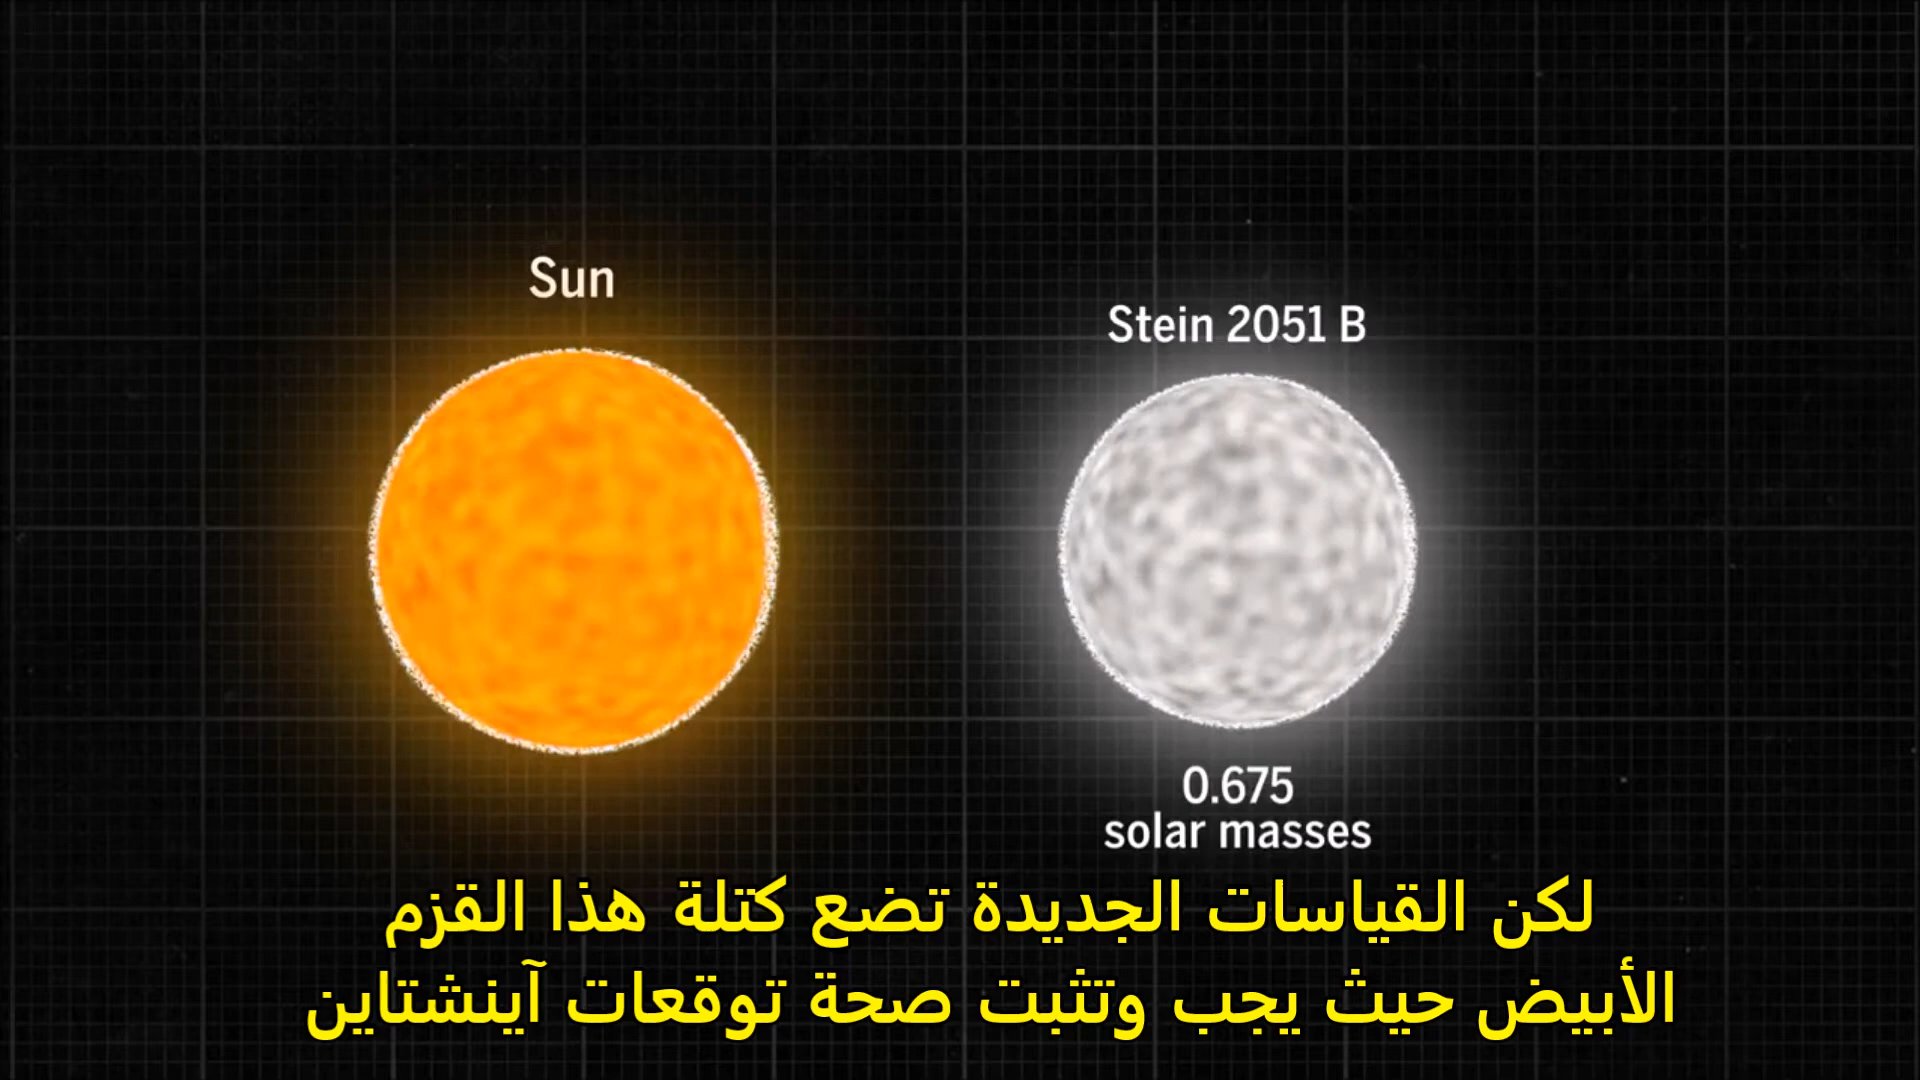 Sun
Stein 2051 B
0.675
solar masses
لكن القياسات الجديدة تضع كتلة هذا القزم
الأبيض حيث يجب وتثبت صحة توقعات آينشتاين